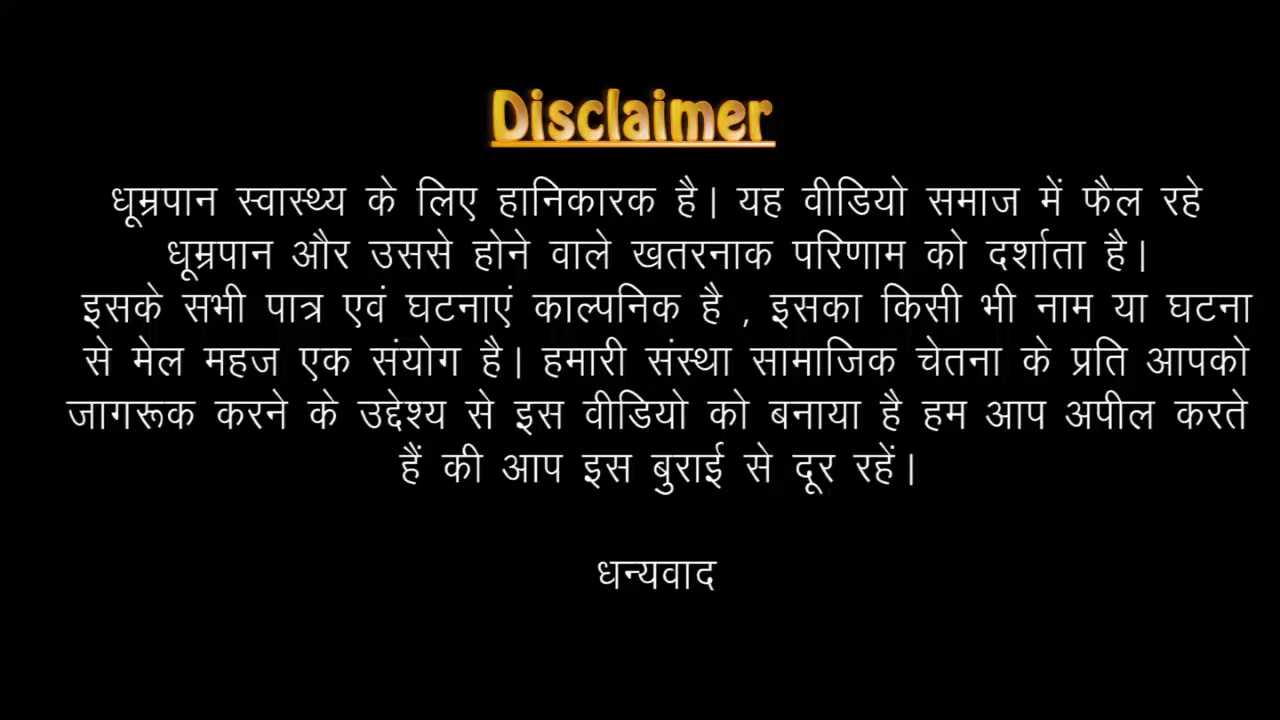 Disclaimer
धूम्रपान स्वास्थ्य के लिए हानिकारक है| यह वीडियो समाज में फैल रहे
धूम्रपान और उससे होने वाले खतरनाक परिणाम को दर्शाता है|
इसके सभी पात्र एवं घटनाएं काल्पनिक है , इसका किसी भी नाम या घटना
से मेल महज एक संयोग है| हमारी संस्था सामाजिक चेतना के प्रति आपको
जागरूक करने के उद्देश्य से इस वीडियो को बनाया है हम आप अपील करते
हैं की आप इस बुराई से दूर रहें|
धन्यवाद